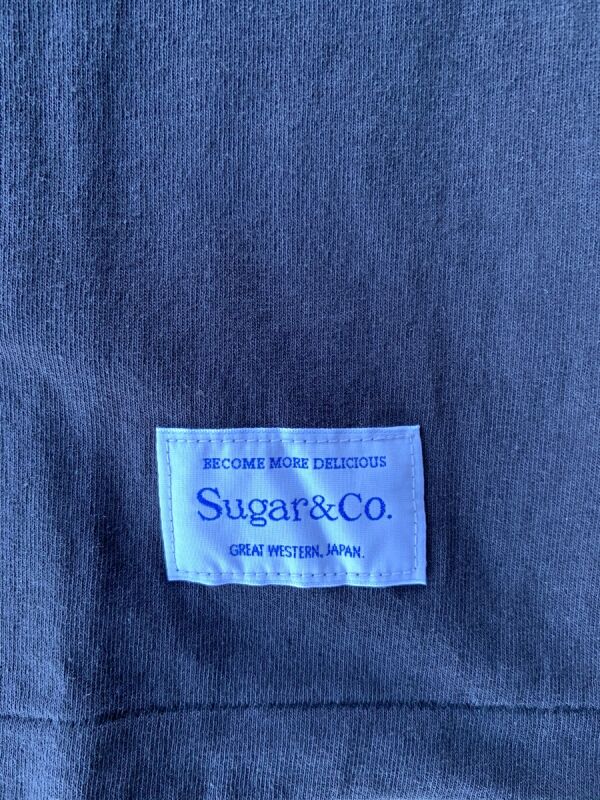 BECOME MORE DELICIOUS
Sugar&Co.
GREAT WESTERN, JAPAN.